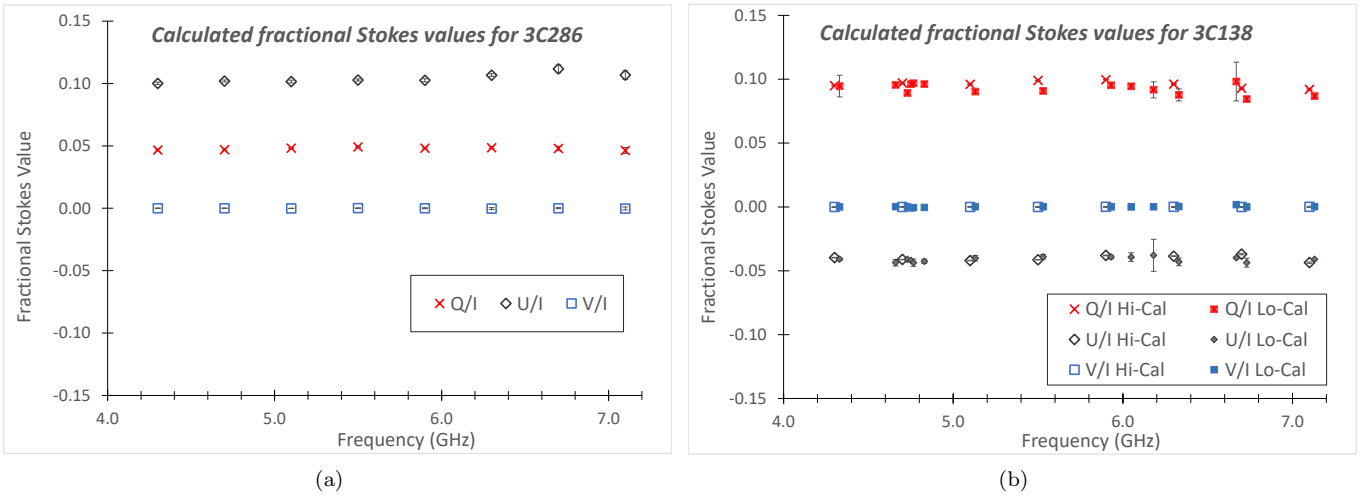 Calculated fractional Stokes values for 3C286
0.15
0.10
0.05
0.00
-0.05
-0.10
-0.15
Fractional Stokes Value
Q/I U/I V/I
4.0 5.0 6.0 7.0
Frequency (GHz)
(a)
Calculated fractional Stokes values for 3C138
0.15
0.10
0.05
0.00
-0.05
-0.10
-0.15
Fractional Stokes Value
Q/I Hi-Cal Q/I Lo-Cal
U/I Hi-Cal U/I Lo-Cal
V/I Hi-Cal V/I Lo-Cal
4.0 5.0 6.0 7.0
Frequency (GHz)
(b)